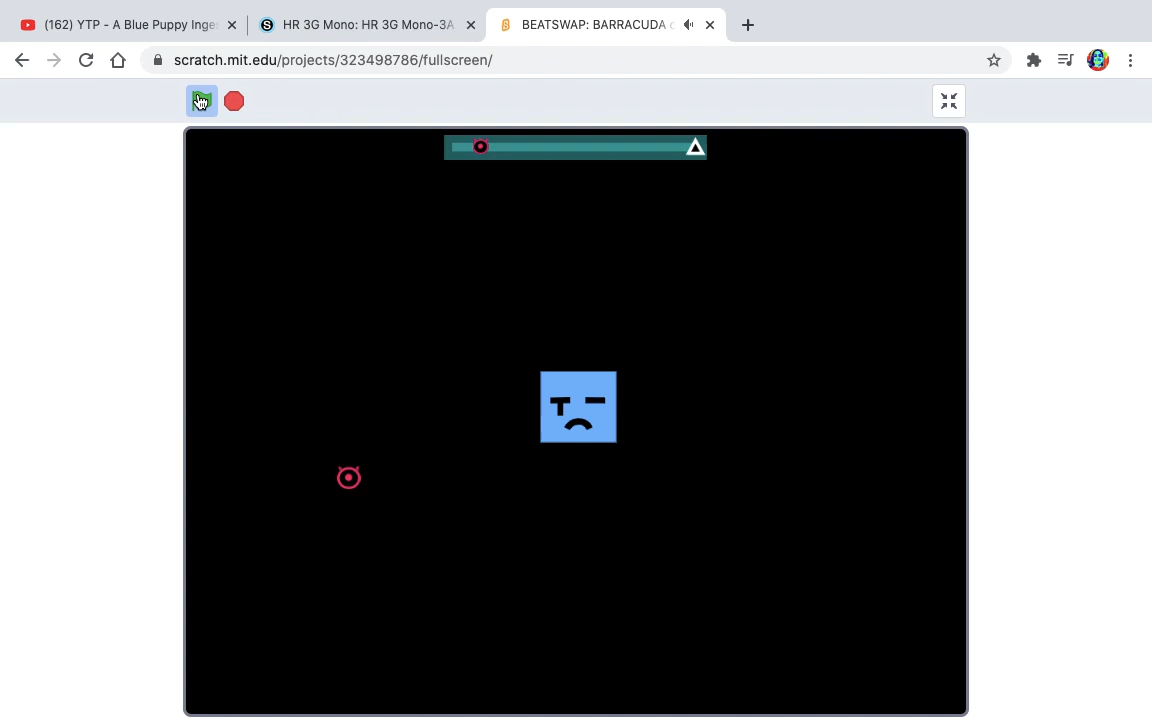 (162) YTP - A Blue Puppy Inge
HR 3G Mono: HR 3G Mono-3A
BEATSWAP: BARRACUDA
scratch.mit.edu/projects/323498786/fullscreen/